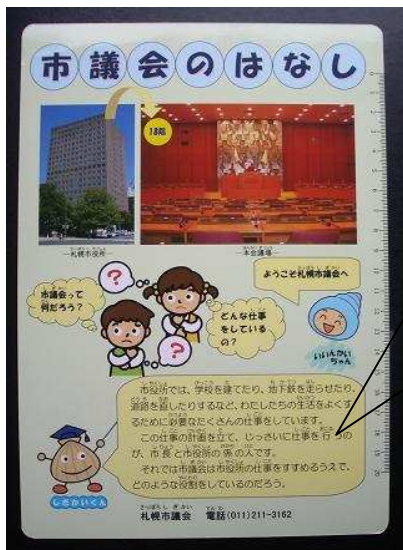 市議会のはなし
18階
―札幌市役所―
―本会議場―
市議会って
何だろう?
どんな仕事
をしている
の?
ようこそ札幌市議会へ
いいんかい
ちゃん
市役所では、学校を建てたり、地下鉄を走らせたり、
道路を直したりするなど、わたしたちの生活をよくす
るために必要なたくさんの仕事をしています。
この仕事の計画を立て、じっさいに仕事を行うの
が、市長と市役所の係の人です。
それでは市議会は市役所の仕事をすすめるうえで、
どのような役割をしているのだろう。
しぎかいくん
札幌市議会 電話(011)211-3162